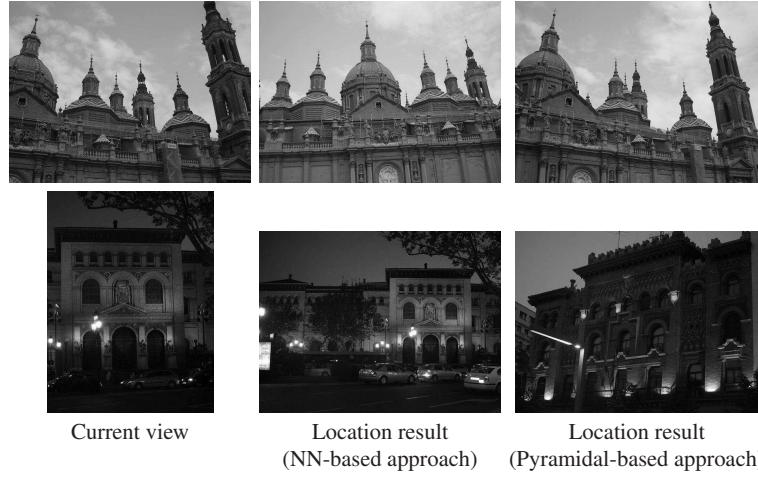 Current view
Location result
(NN-based approach)
Location result
(Pyramidal-based approach